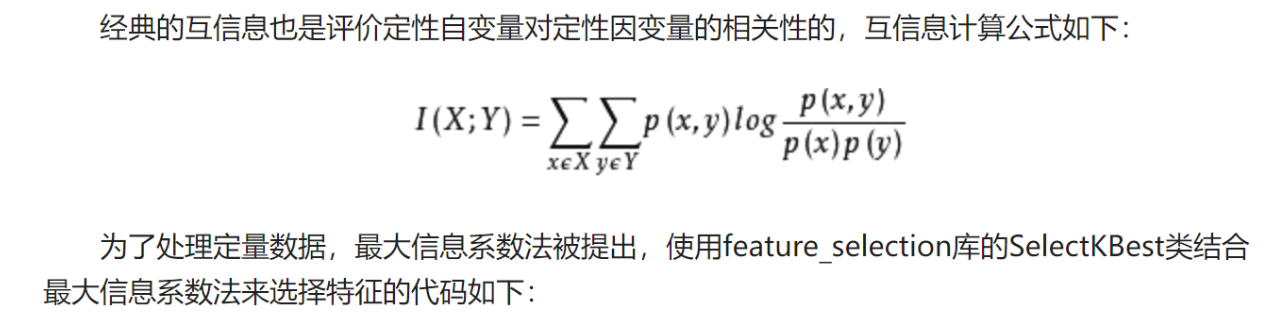 经典的互信息也是评价定性自变量对定性因变量的相关性的，互信息计算公式如下：
I(X;Y) = ∑x∈X ∑y∈Y p(x,y)log p(x,y) / p(x)p(y)
为了处理定量数据，最大信息系数法被提出，使用feature_selection库的SelectKBest类结合
最大信息系数法来选择特征的代码如下：